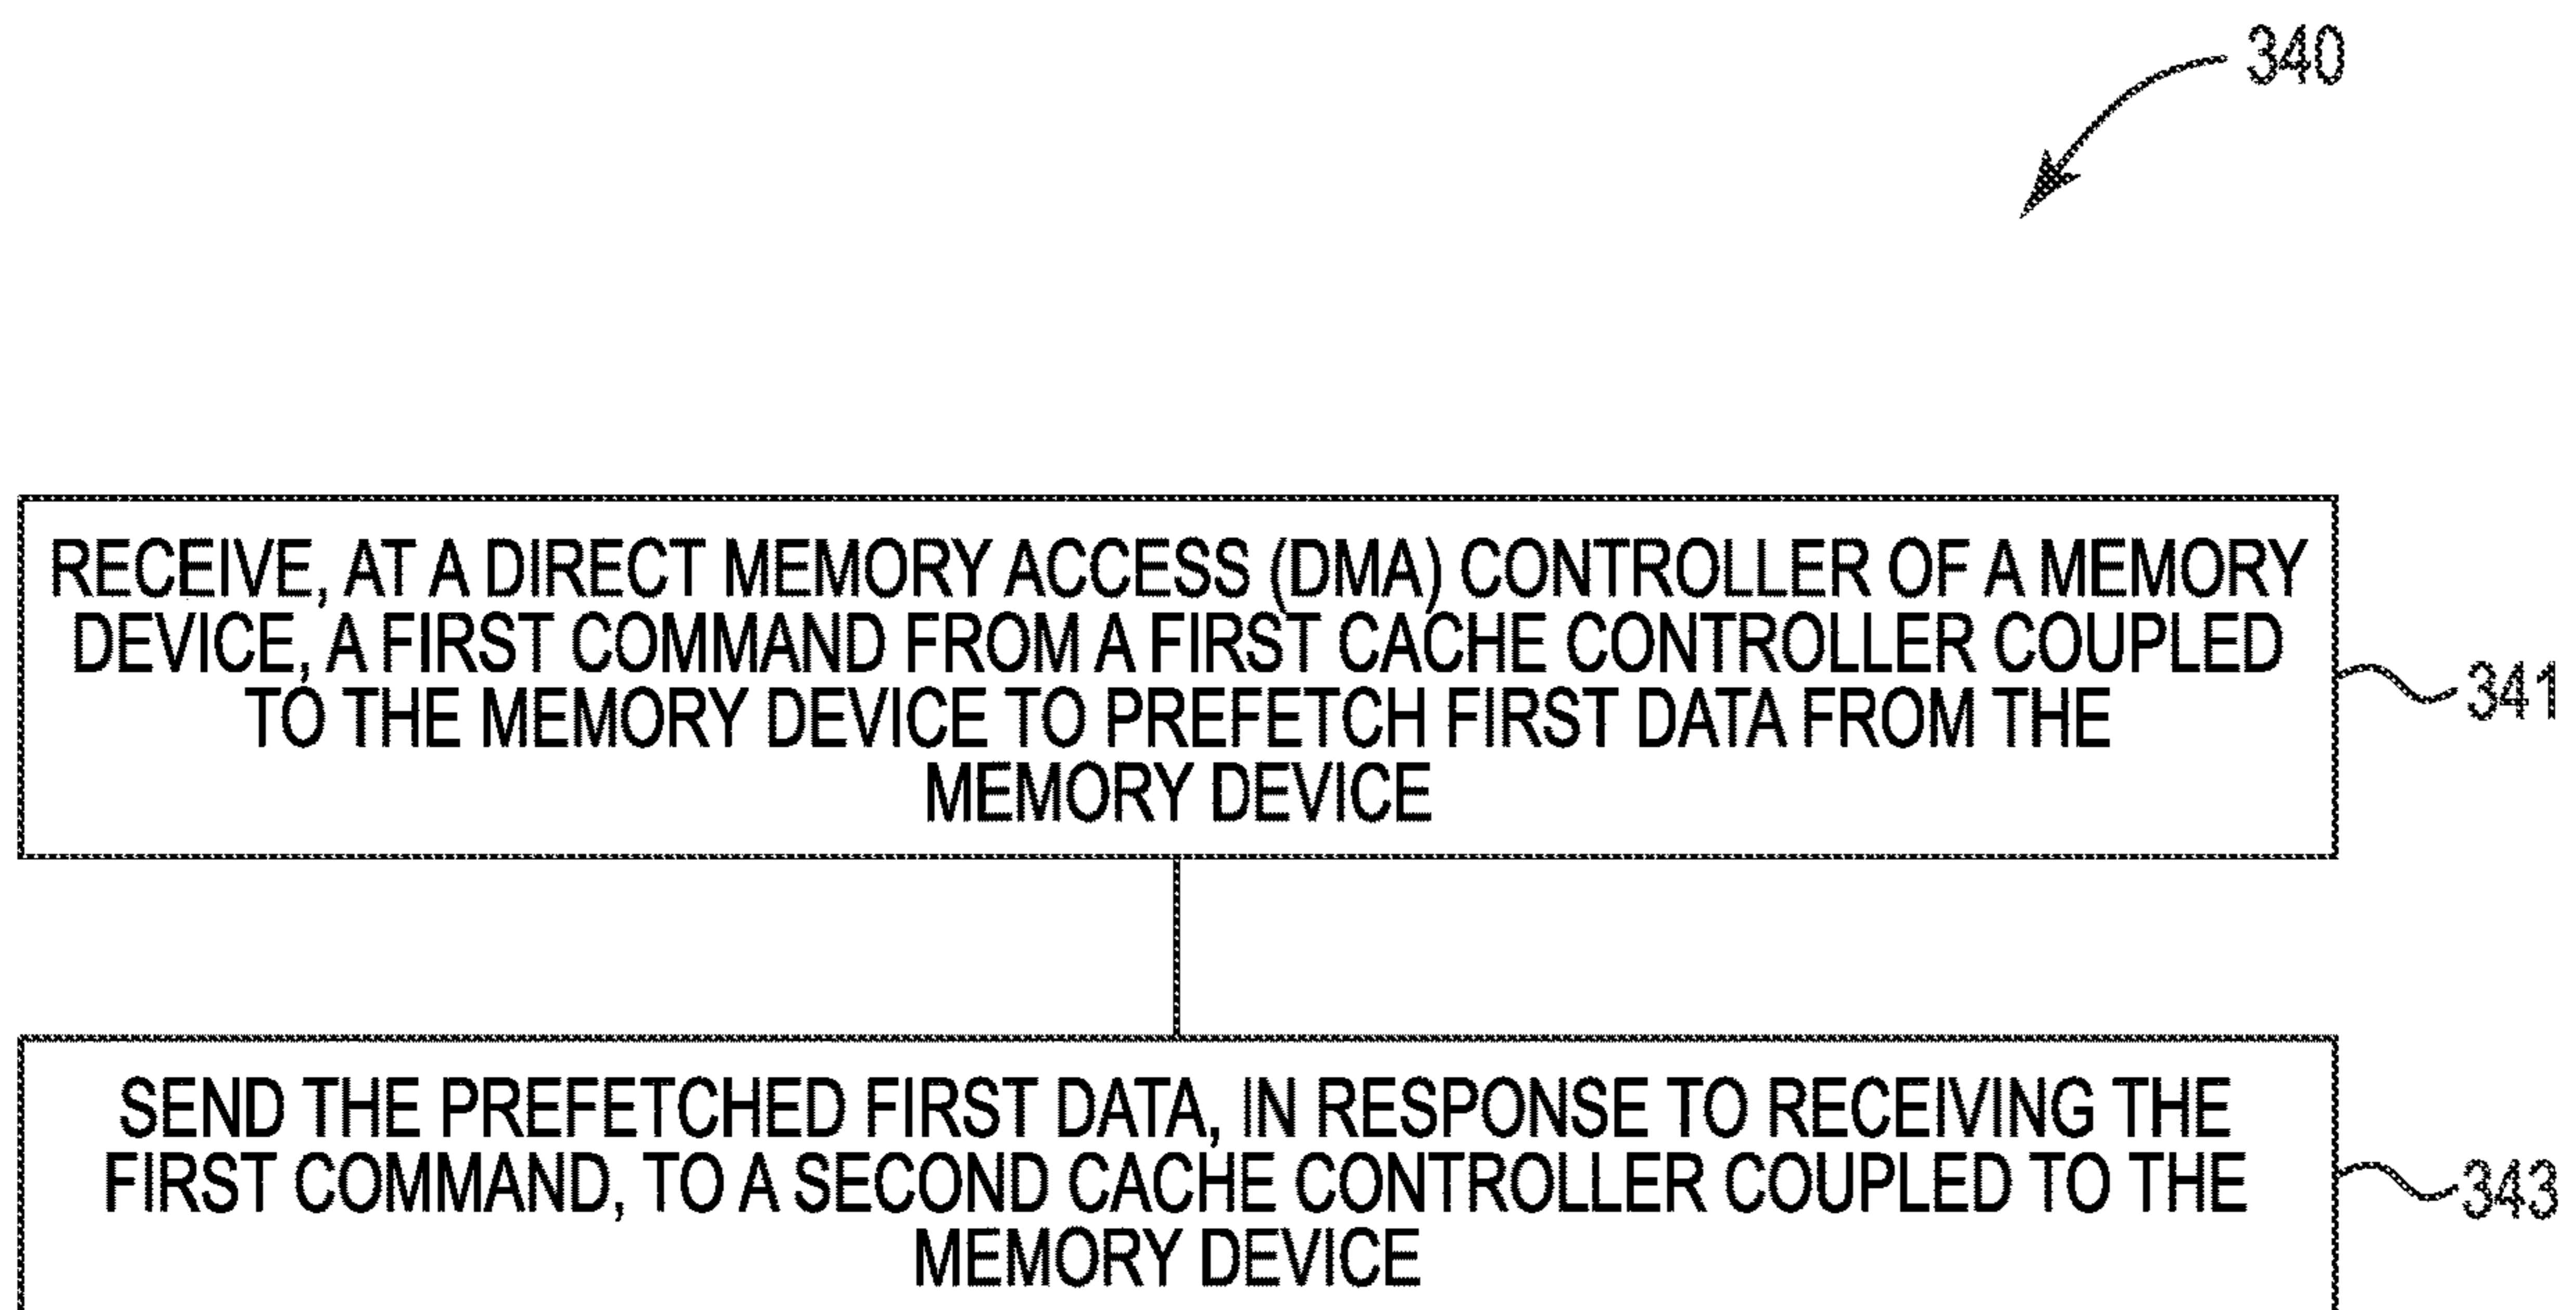 340
RECEIVE, AT A DIRECT MEMORY ACCESS (DMA) CONTROLLER OF A MEMORY
DEVICE, A FIRST COMMAND FROM A FIRST CACHE CONTROLLER COUPLED
TO THE MEMORY DEVICE TO PREFETCH FIRST DATA FROM THE
MEMORY DEVICE
341
SEND THE PREFETCHED FIRST DATA, IN RESPONSE TO RECEIVING THE
FIRST COMMAND, TO A SECOND CACHE CONTROLLER COUPLED TO THE
MEMORY DEVICE
343